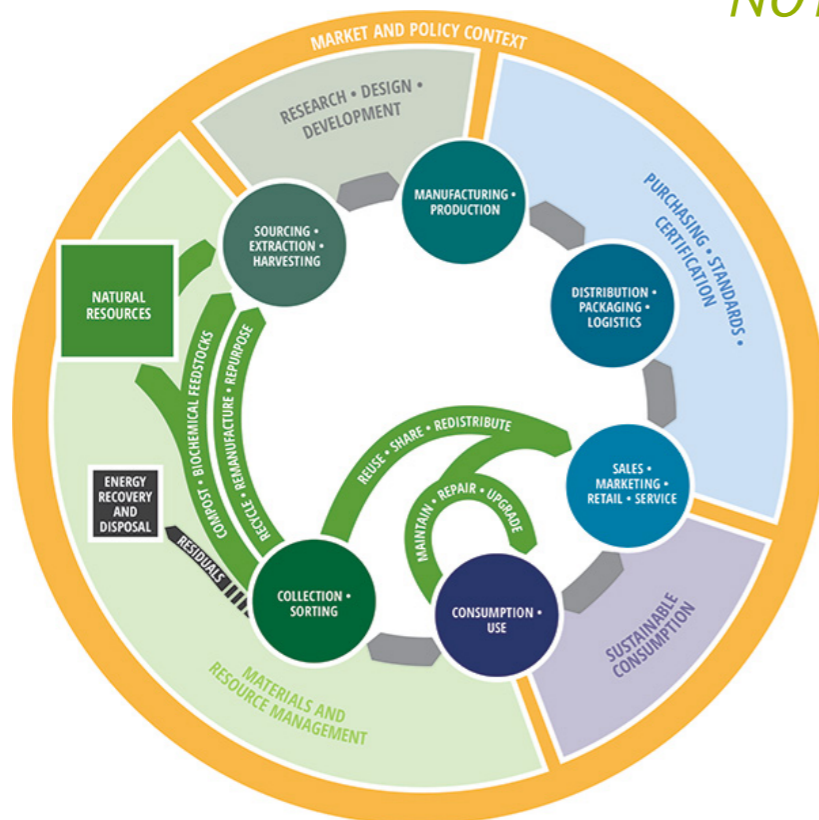 NOT
MARKET AND POLICY CONTEXT
RESEARCH • DESIGN •
DEVELOPMENT
MANUFACTURING •
PRODUCTION
PURCHASING • STANDARDS •
CERTIFICATION
SOURCING •
EXTRACTION •
HARVESTING
NATURAL
RESOURCES
DISTRIBUTION •
PACKAGING •
LOGISTICS
COMPOST • BIOCHEMICAL FEEDSTOCKS
RECYCLE • REMANUFACTURE • REPURPOSE
REUSE • SHARE • REDISTRIBUTE
MAINTAIN • REPAIR • UPGRADE
SALES •
MARKETING •
RETAIL • SERVICE
ENERGY
RECOVERY
AND
DISPOSAL
RESIDUALS
COLLECTION •
SORTING
CONSUMPTION •
USE
SUSTAINABLE
CONSUMPTION
MATERIALS AND
RESOURCE MANAGEMENT